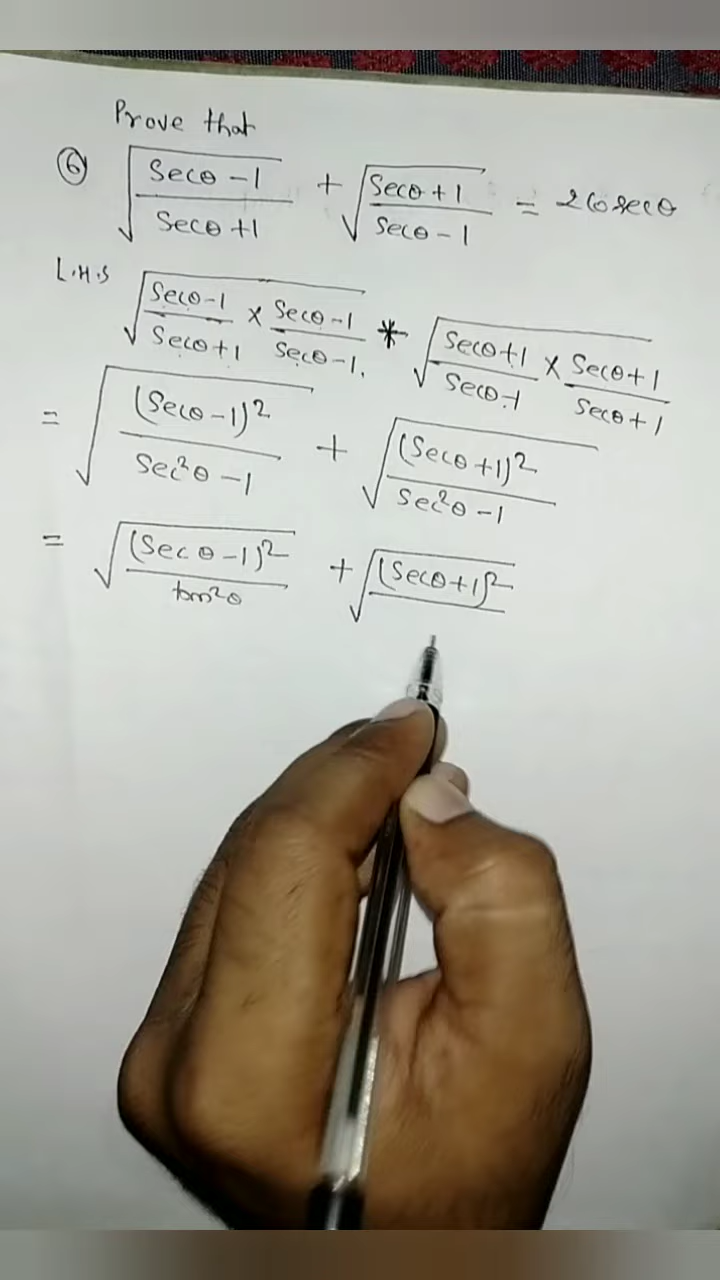 Prove that
⑥ √((Secθ - 1)/(Secθ + 1)) + √((Secθ + 1)/(Secθ - 1)) = 2Cosecθ
L.H.S √((Secθ-1)/(Secθ+1) × (Secθ-1)/(Secθ-1)) + √((Secθ+1)/(Secθ-1) × (Secθ+1)/(Secθ+1))
= √((Secθ-1)²/(Sec²θ-1)) + √((Secθ+1)²/(Sec²θ-1))
= √((Secθ-1)²/(tan²θ)) + √((Secθ+1)²/